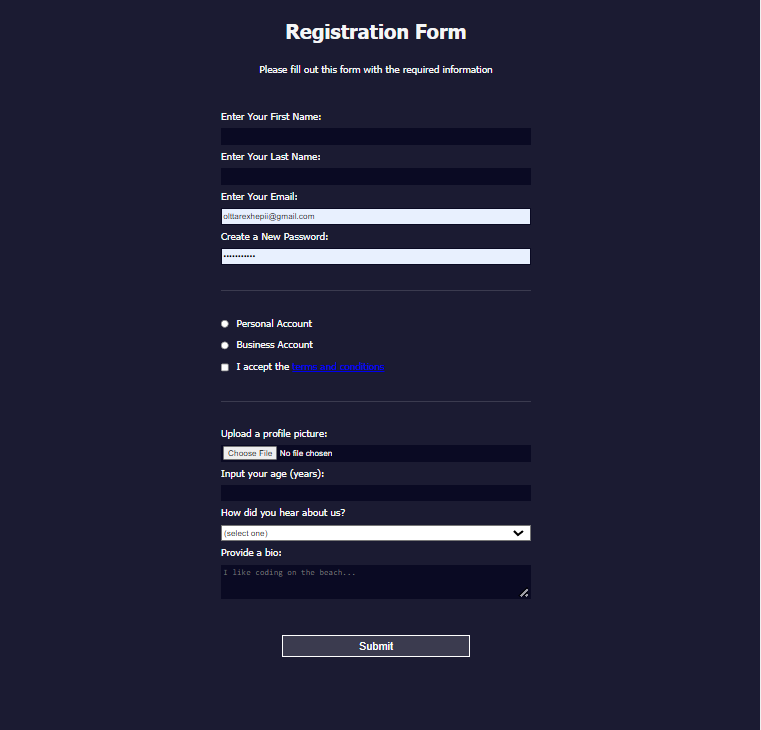 Registration Form
Please fill out this form with the required information
Enter Your First Name:
Enter Your Last Name:
Enter Your Email:
olttarexhepii@gmail.com
Create a New Password:
•••••••••••
Personal Account
Business Account
I accept the terms and conditions
Upload a profile picture:
Choose File No file chosen
Input your age (years):
How did you hear about us?
(select one)
Provide a bio:
I like coding on the beach...
Submit